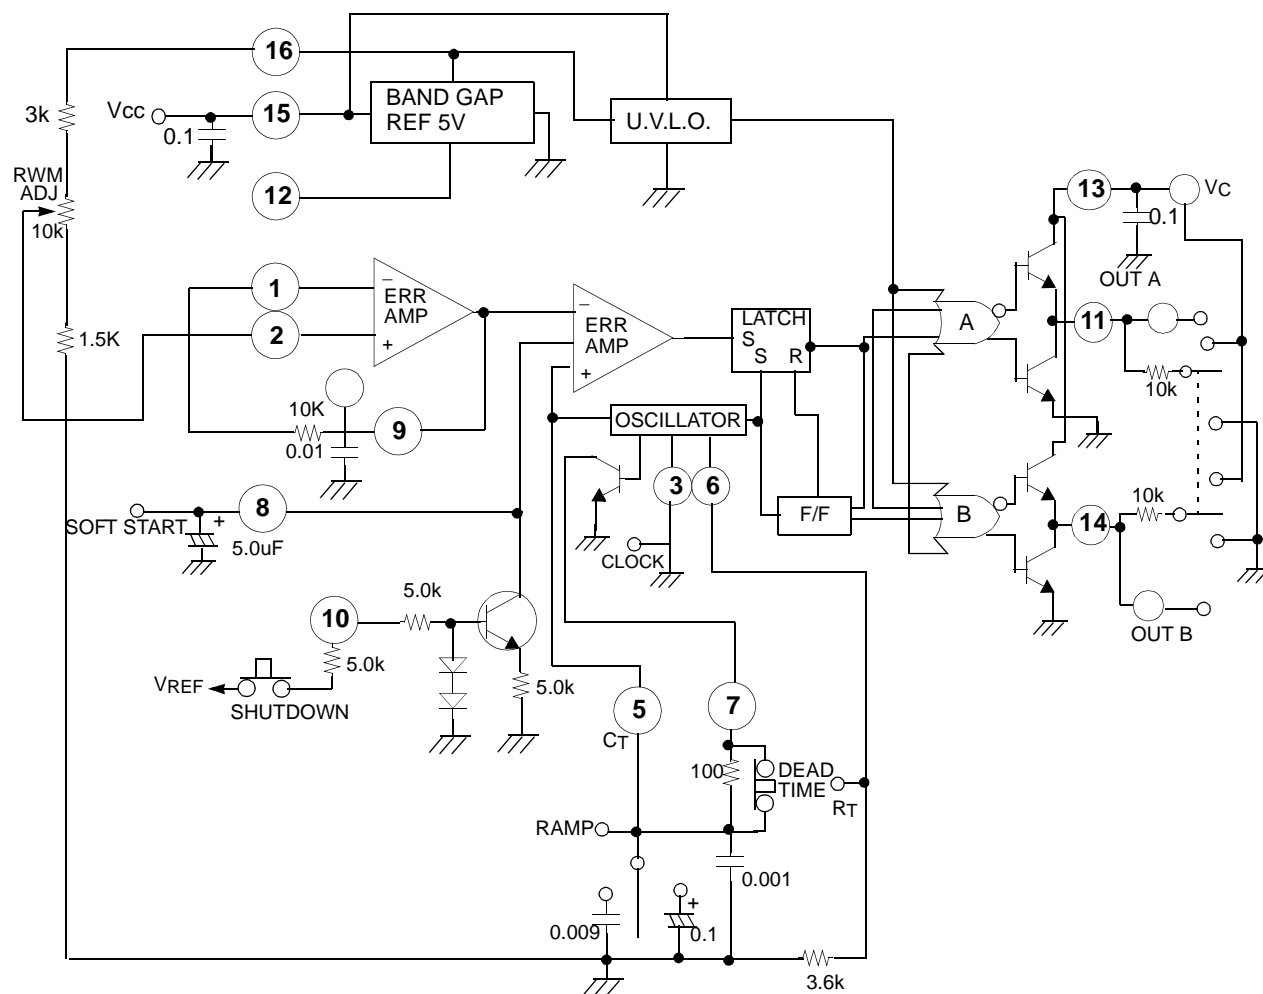 16
3k
Vcc
15
BAND GAP
REF 5V
U.V.L.O.
0.1
RWM
ADJ
12
10k
13
VC
0.1
OUT A
1
–
ERR
AMP
2
+
1.5K
–
ERR
AMP
+
LATCH
S
S R
A
11
10k
10K
0.01
9
OSCILLATOR
3
6
8
SOFT START
+
5.0uF
F/F
CLOCK
B
10k
14
OUT B
5.0k
10
5.0k
VREF
SHUTDOWN
5.0k
5
CT
7
100
DEAD
TIME
RT
RAMP
0.001
0.009
+
0.1
3.6k